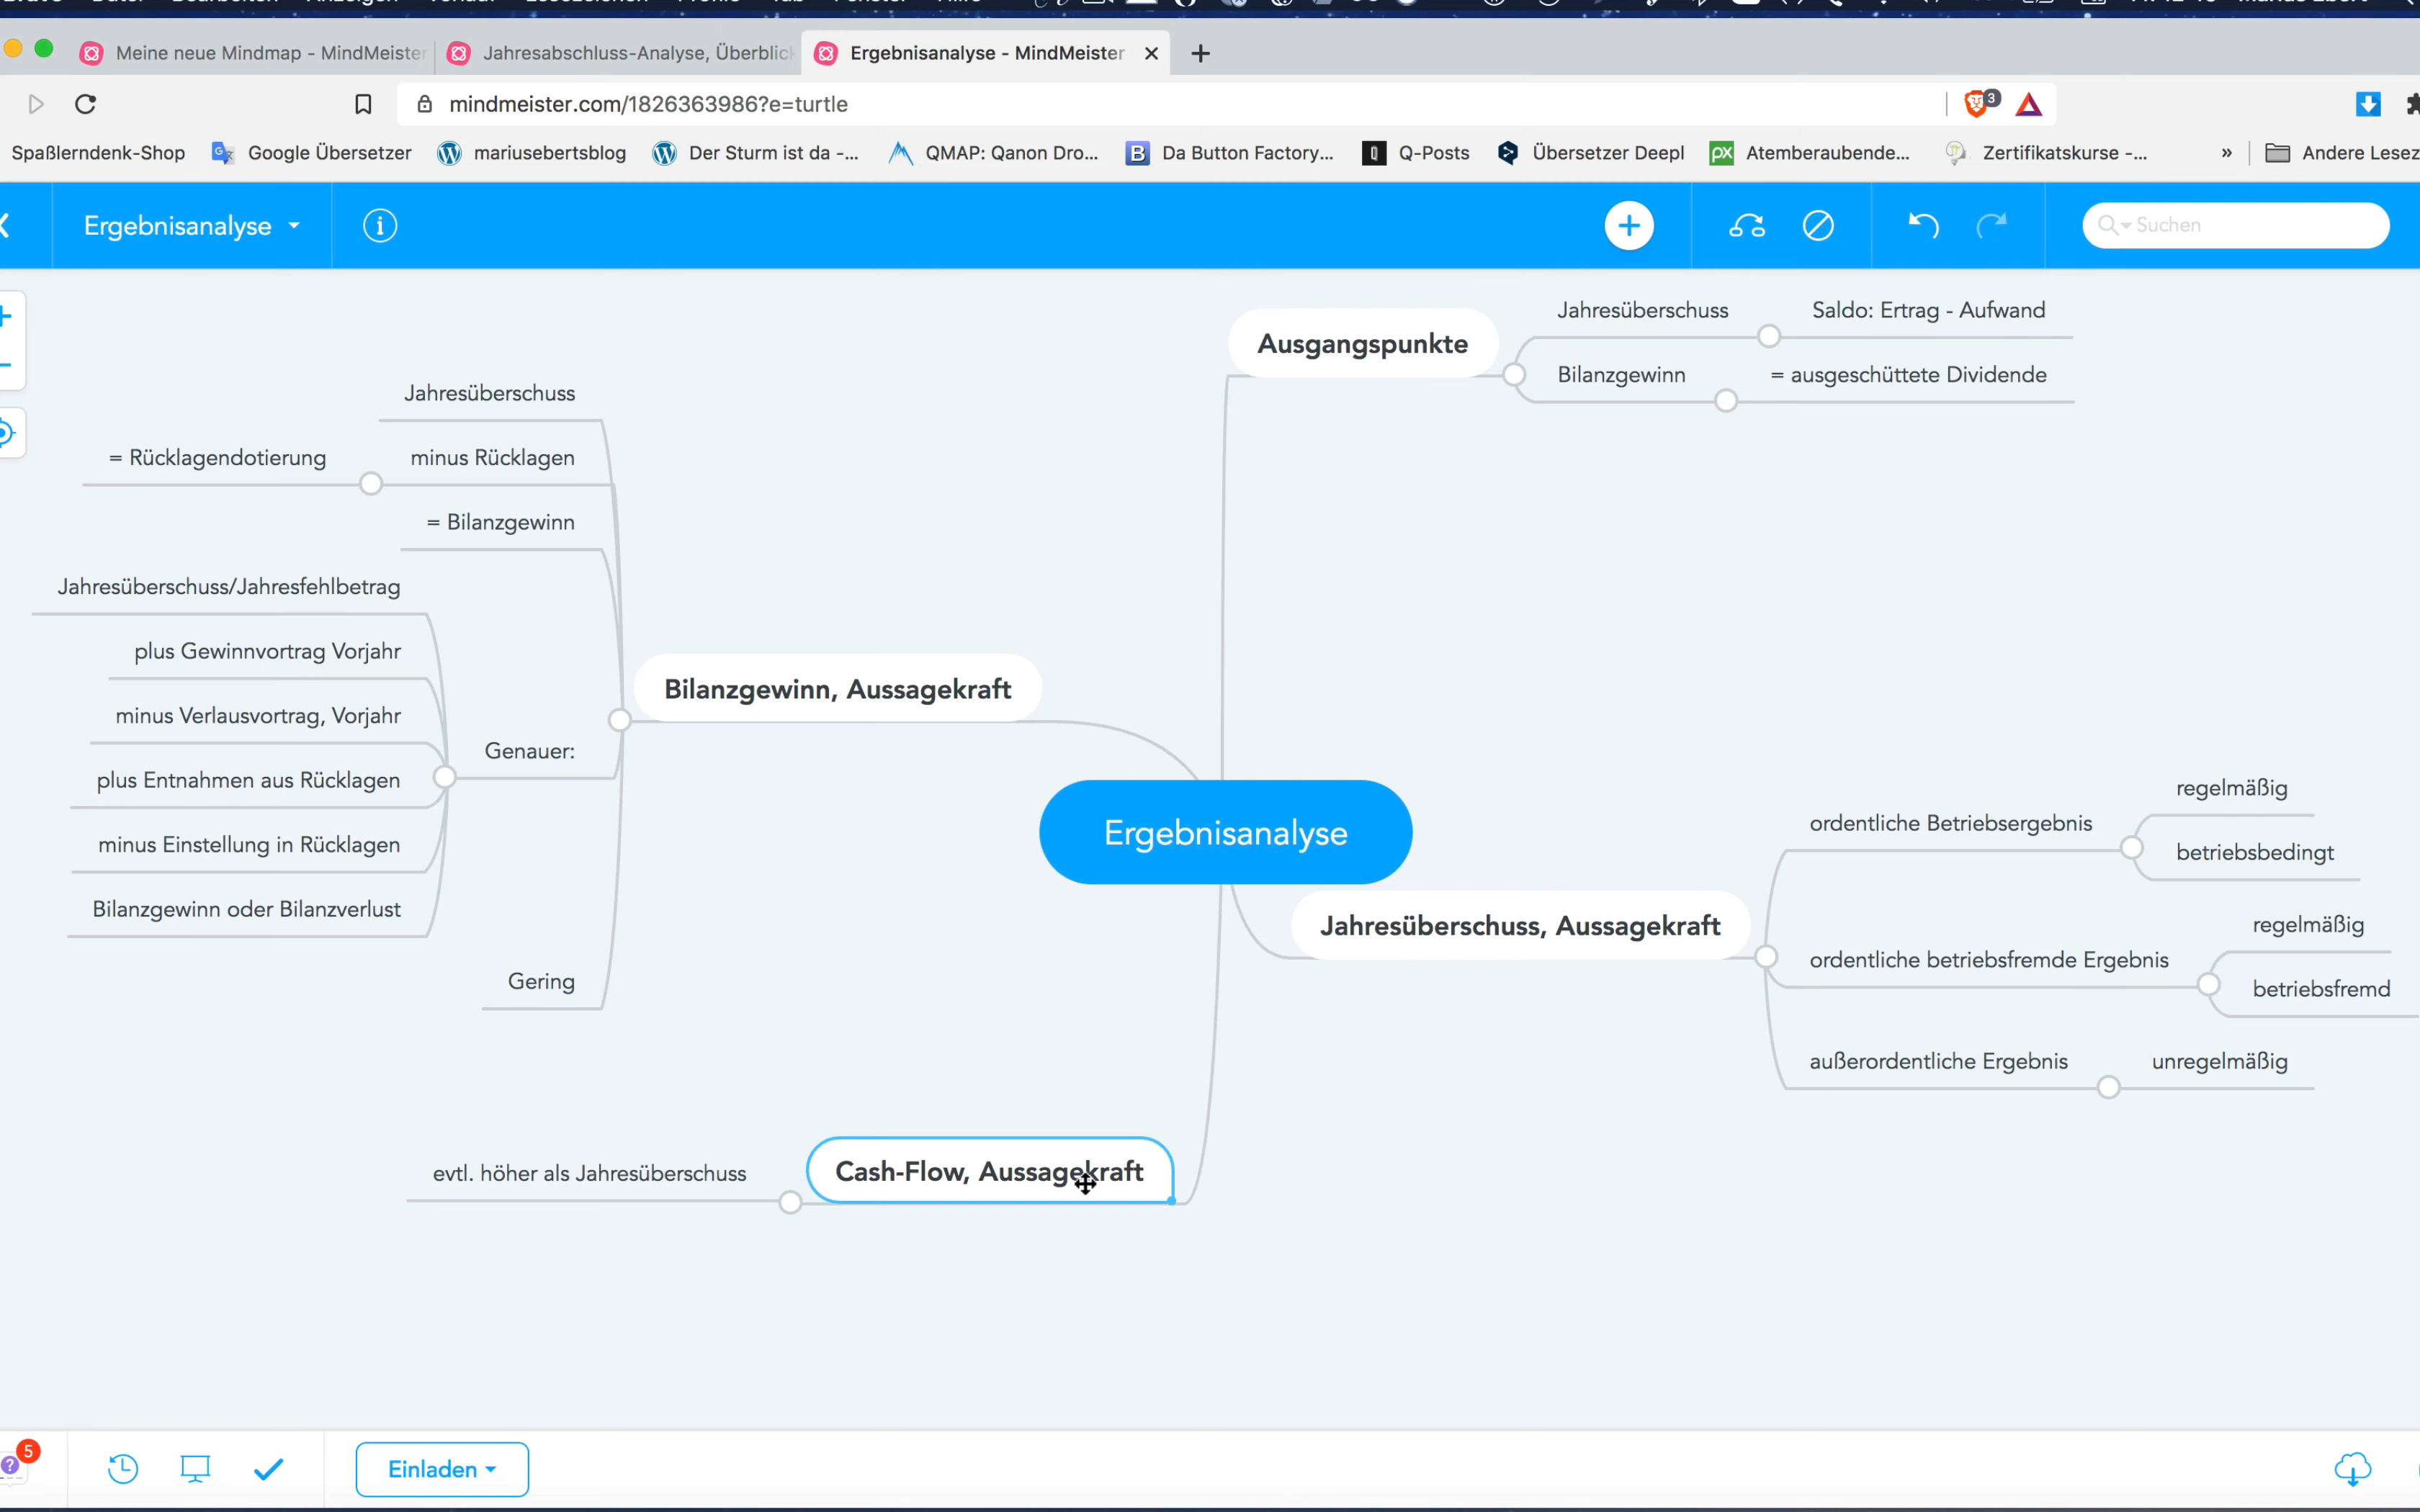 Meine neue Mindmap - MindMeister
Jahresabschluss-Analyse, Überblick
Ergebnisanalyse - MindMeister
mindmeister.com/1826363986?e=turtle
3
Spaßlerndenk-Shop
Google Übersetzer
mariusebertsblog
Der Sturm ist da -...
QMAP: Qanon Dro...
Da Button Factory...
Q-Posts
Übersetzer Deepl
Atemberaubende...
Zertifikatskurse -...
»
Andere Lesez
Ergebnisanalyse
Suchen
Ausgangspunkte
Jahresüberschuss
Saldo: Ertrag - Aufwand
Bilanzgewinn
= ausgeschüttete Dividende
Jahresüberschuss
= Rücklagendotierung
minus Rücklagen
= Bilanzgewinn
Jahresüberschuss/Jahresfehlbetrag
plus Gewinnvortrag Vorjahr
minus Verlausvortrag, Vorjahr
plus Entnahmen aus Rücklagen
minus Einstellung in Rücklagen
Bilanzgewinn oder Bilanzverlust
Genauer:
Gering
Bilanzgewinn, Aussagekraft
Ergebnisanalyse
Jahresüberschuss, Aussagekraft
ordentliche Betriebsergebnis
regelmäßig
betriebsbedingt
ordentliche betriebsfremde Ergebnis
regelmäßig
betriebsfremd
außerordentliche Ergebnis
unregelmäßig
evtl. höher als Jahresüberschuss
Cash-Flow, Aussagekraft
5
Einladen